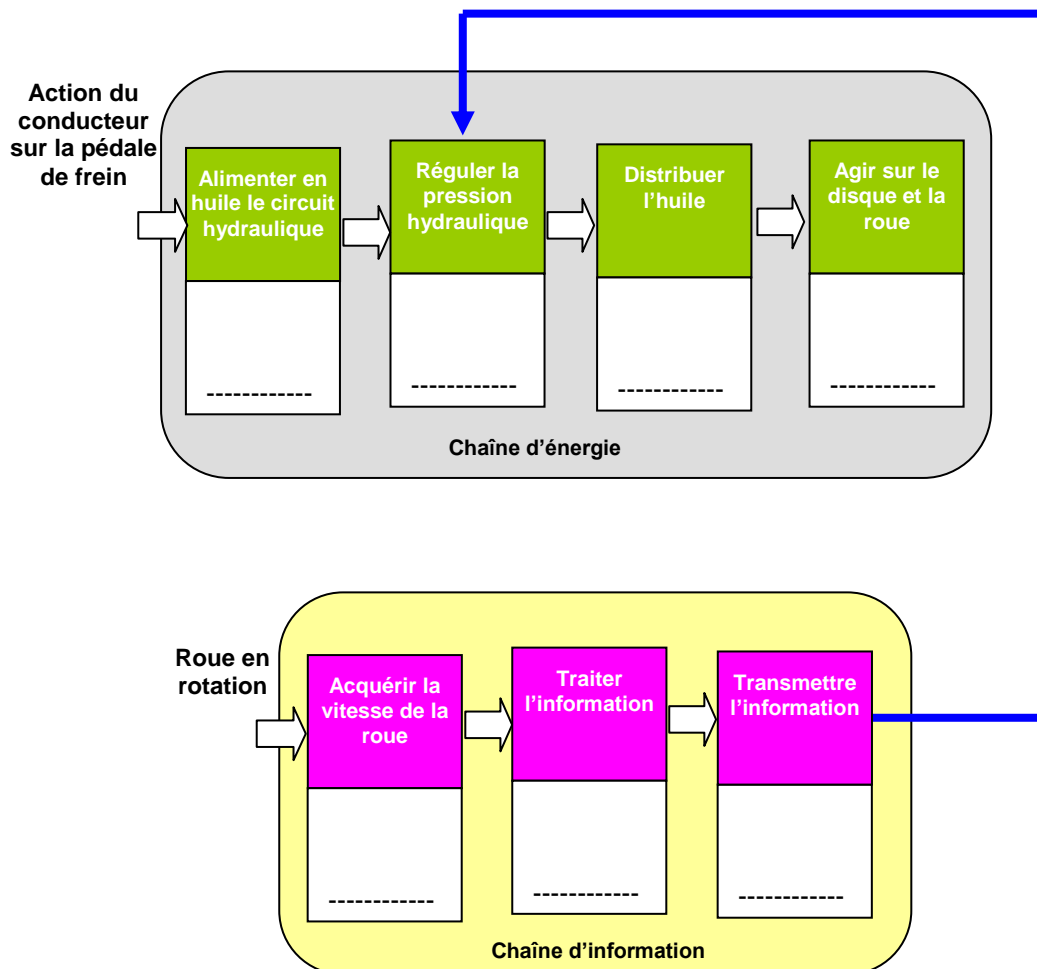 Action du
conducteur
sur la pédale
de frein
Alimenter en
huile le circuit
hydraulique
Réguler la
pression
hydraulique
Distribuer
l’huile
Agir sur le
disque et la
roue
------------
------------
------------
------------
Chaîne d’énergie
Roue en
rotation
Acquérir la
vitesse de la
roue
Traiter
l’information
Transmettre
l’information
------------
------------
------------
Chaîne d’information